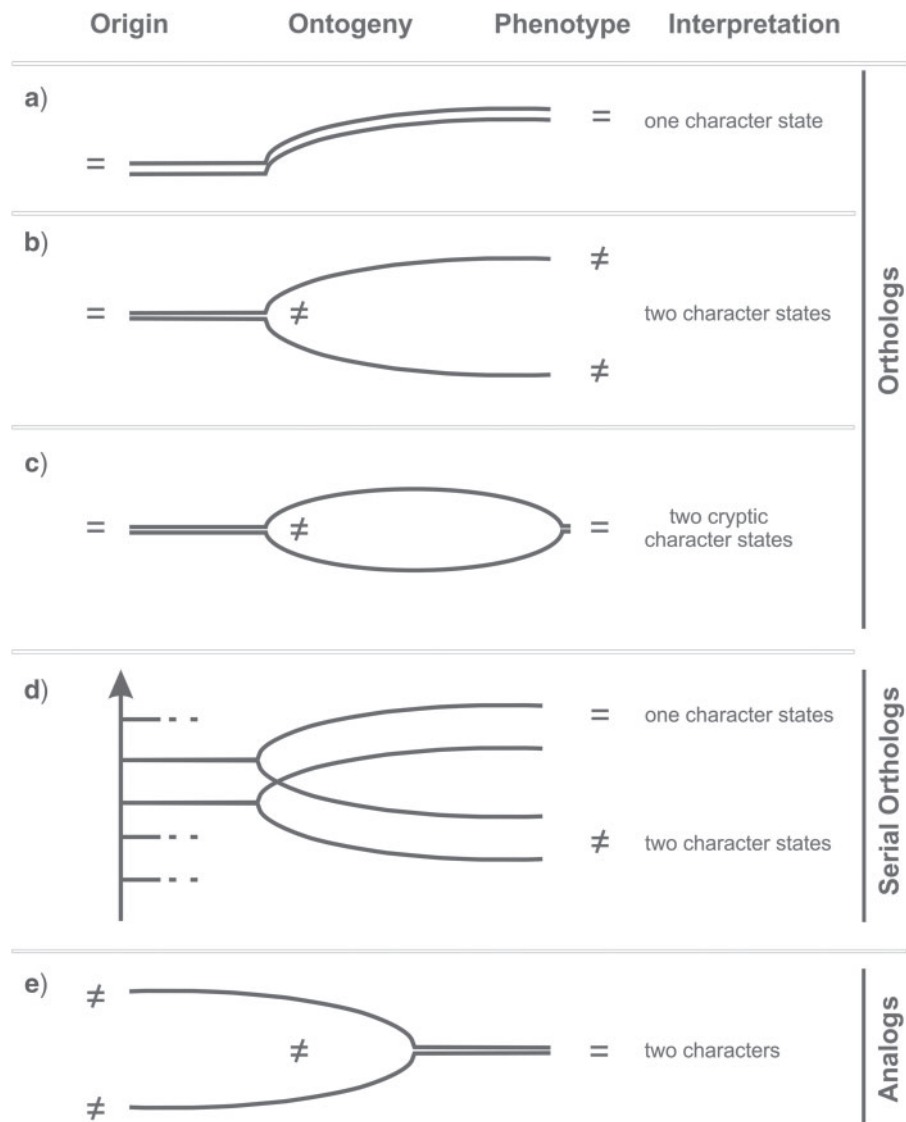 Origin Ontogeny Phenotype Interpretation
a)
= = one character state
b)
≠
= ≠ two character states
≠
c)
= ≠ = two cryptic
character states
Orthologs
d)
= one character states
≠ two character states
Serial Orthologs
e)
≠
≠ = two characters
≠
Analogs